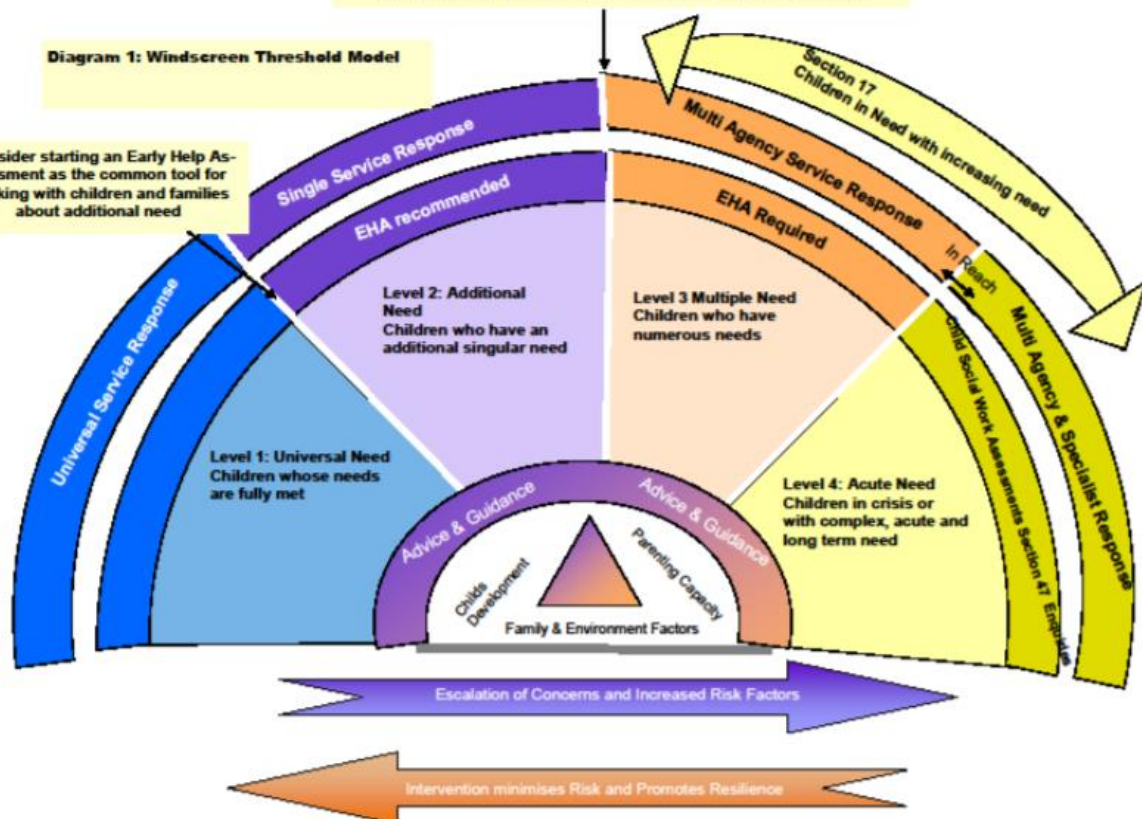 Diagram 1: Windscreen Threshold Model
sider starting an Early Help As-
sment as the common tool for
king with children and families
about additional need
Universal Service Response
Single Service Response
EHA recommended
Multi Agency Service Response
EHA Required
Section 17
Children in Need with increasing need
In Reach
Multi Agency & Specialist Response
Child Social Work Assessments Section 47 Enquiries
Level 1: Universal Need
Children whose needs
are fully met
Level 2: Additional
Need
Children who have an
additional singular need
Level 3 Multiple Need
Children who have
numerous needs
Level 4: Acute Need
Children in crisis or
with complex, acute and
long term need
Advice & Guidance
Advice & Guidance
Childs
Development
Parenting Capacity
Family & Environment Factors
Escalation of Concerns and Increased Risk Factors
Intervention minimises Risk and Promotes Resilience